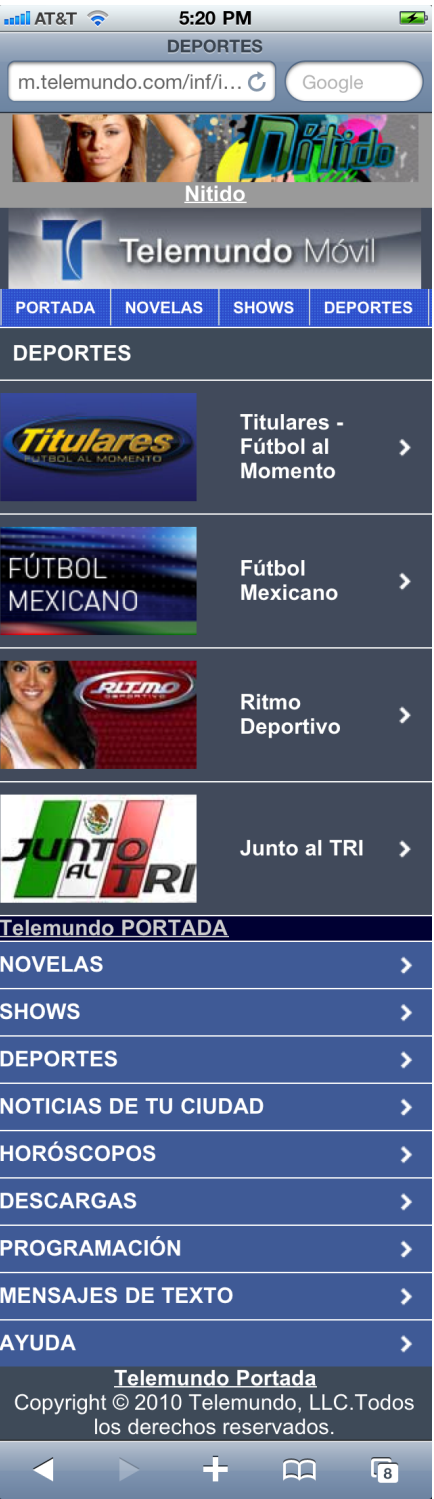 AT&T 5:20 PM
DEPORTES
m.telemundo.com/inf/i... Google
Nitido
Nitido
Telemundo Móvil
PORTADA NOVELAS SHOWS DEPORTES
DEPORTES
Titulares
FUTBOL AL MOMENTO
Titulares -
Fútbol al
Momento
FÚTBOL
MEXICANO
Fútbol
Mexicano
RITMO
DEPORTIVO
Ritmo
Deportivo
JUNTO
AL TRI
Junto al TRI
Telemundo PORTADA
NOVELAS
SHOWS
DEPORTES
NOTICIAS DE TU CIUDAD
HORÓSCOPOS
DESCARGAS
PROGRAMACIÓN
MENSAJES DE TEXTO
AYUDA
Telemundo Portada
Copyright © 2010 Telemundo, LLC.Todos
los derechos reservados.
8